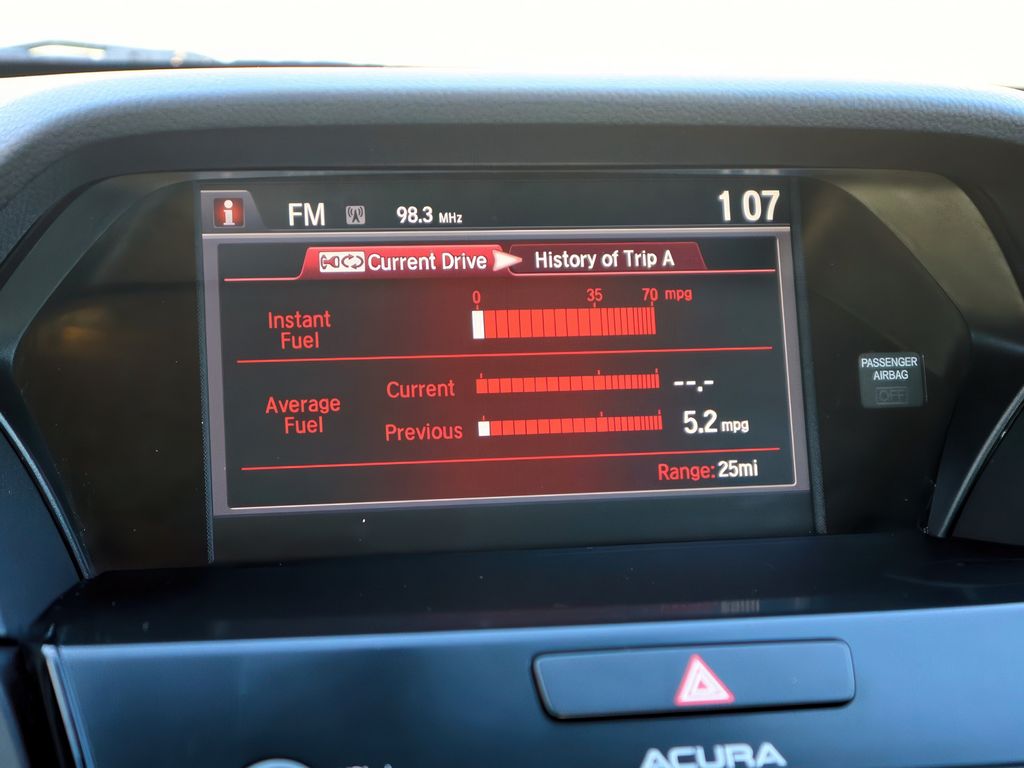 i FM 98.3 MHz 1 07
Current Drive History of Trip A
0 35 70 mpg
Instant
Fuel
Average
Fuel
Current --.-
Previous 5.2 mpg
Range: 25mi
PASSENGER
AIRBAG
OFF
ACURA